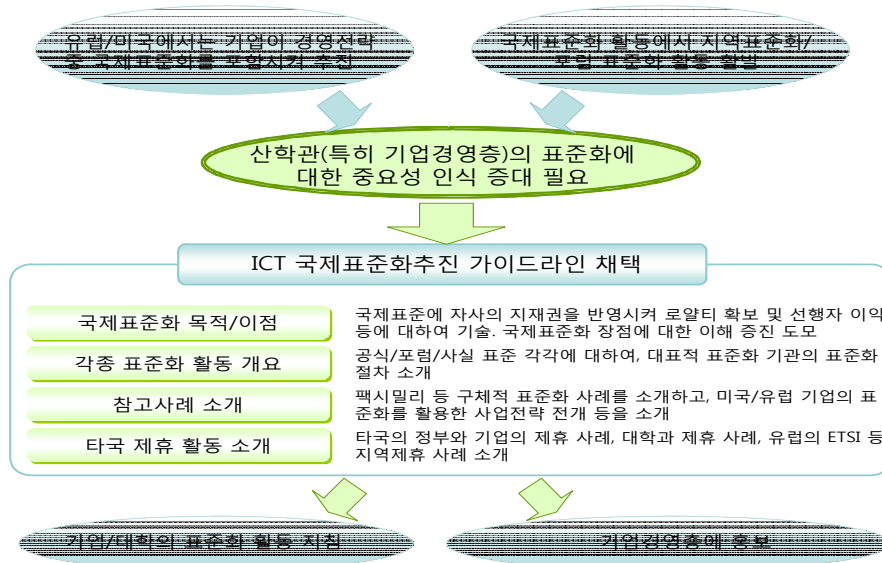 유럽/미국에서는 기업이 경영전략
중 국제표준화를 포함시켜 추진
국제표준화 활동에서 지역표준화/
포럼 표준화 활동 활발
산학관(특히 기업경영층)의 표준화에
대한 중요성 인식 증대 필요
ICT 국제표준화추진 가이드라인 채택
국제표준화 목적/이점
국제표준에 자사의 지재권을 반영시켜 로얄티 확보 및 선행자 이익
등에 대하여 기술. 국제표준화 장점에 대한 이해 증진 도모
각종 표준화 활동 개요
공식/포럼/사실 표준 각각에 대하여, 대표적 표준화 기관의 표준화
절차 소개
참고사례 소개
팩시밀리 등 구체적 표준화 사례를 소개하고, 미국/유럽 기업의 표
준화를 활용한 사업전략 전개 등을 소개
타국 제휴 활동 소개
타국의 정부와 기업의 제휴 사례, 대학과 제휴 사례, 유럽의 ETSI 등
지역제휴 사례 소개
기업/대학의 표준화 활동 지침
기업경영층에 홍보